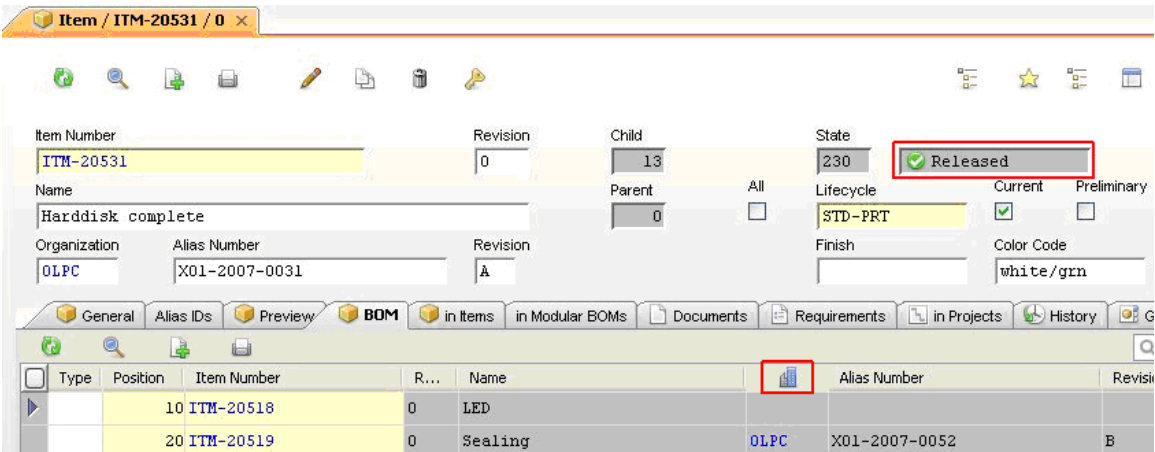 Item / ITM-20531 / 0 ×
Item Number Revision Child State
ITM-20531 0 13 230 Released
Name Parent All Lifecycle Current Preliminary
Harddisk complete 0 STD-PRT
Organization Alias Number Revision Finish Color Code
OLPC X01-2007-0031 A white/grn
General Alias IDs Preview BOM in Items in Modular BOMs Documents Requirements in Projects History G
Type Position Item Number R... Name Alias Number Revisi
10 ITM-20518 0 LED
20 ITM-20519 0 Sealing OLPC X01-2007-0052 B